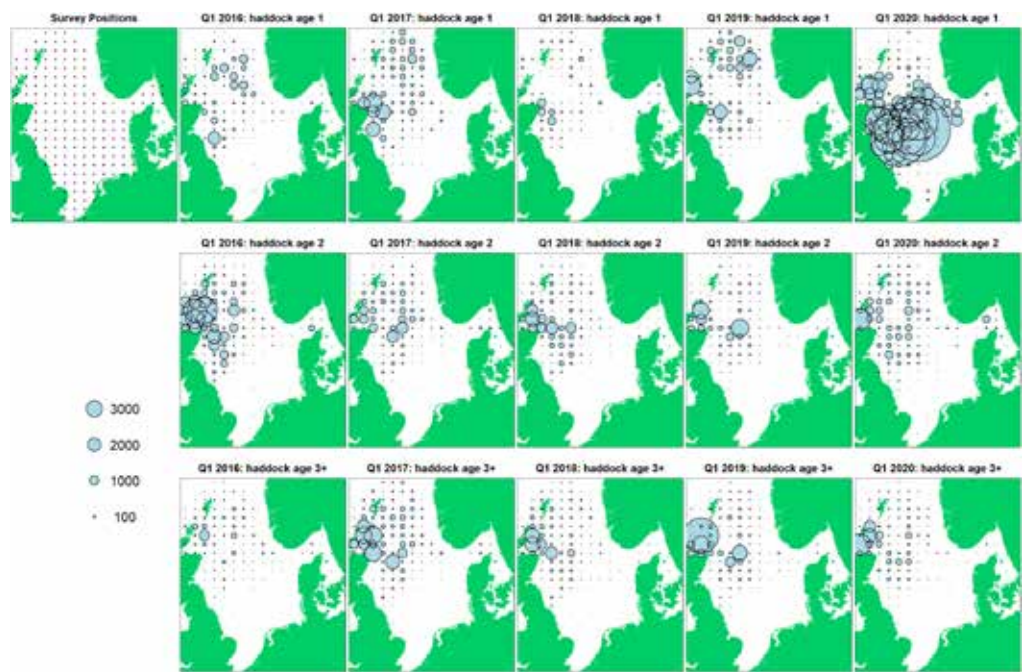 Survey Positions
Q1 2016: haddock age 1
Q1 2017: haddock age 1
Q1 2018: haddock age 1
Q1 2019: haddock age 1
Q1 2020: haddock age 1
Q1 2016: haddock age 2
Q1 2017: haddock age 2
Q1 2018: haddock age 2
Q1 2019: haddock age 2
Q1 2020: haddock age 2
3000
2000
1000
100
Q1 2016: haddock age 3+
Q1 2017: haddock age 3+
Q1 2018: haddock age 3+
Q1 2019: haddock age 3+
Q1 2020: haddock age 3+